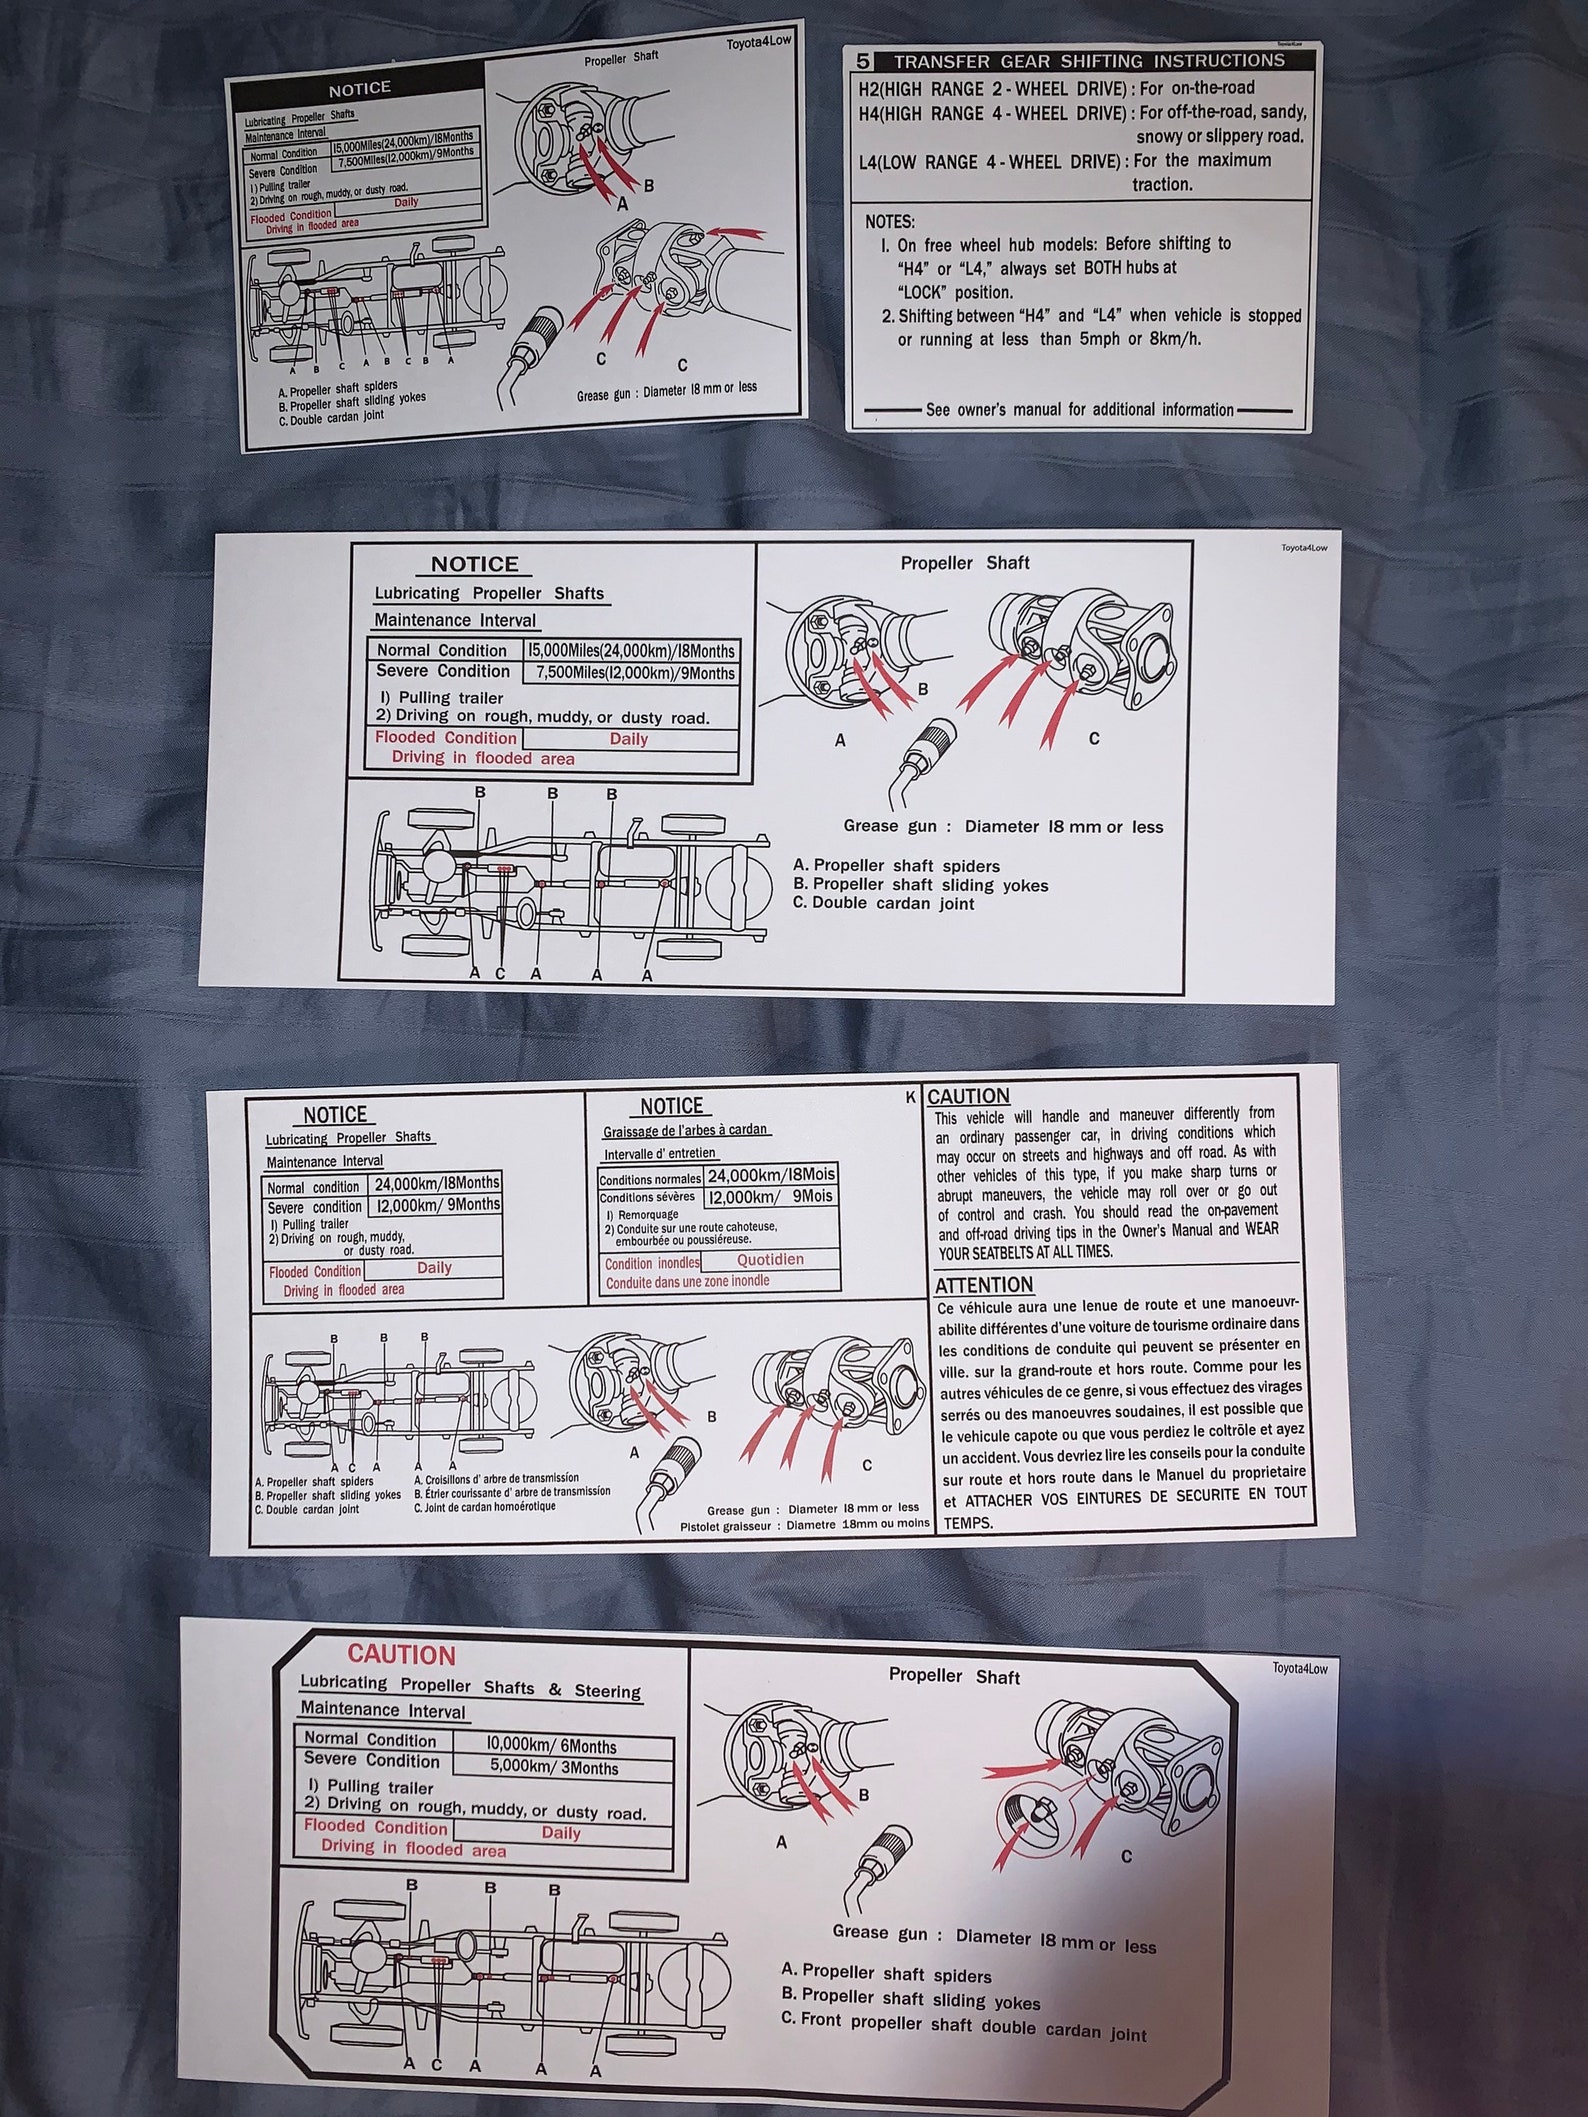 Toyota4Low
NOTICE
Propeller Shaft
Lubricating Propeller Shafts
Maintenance Interval
Normal Condition 15,000Miles(24,000km)/18Months
Severe Condition 7,500Miles(12,000km)/9Months
1) Pulling trailer
2) Driving on rough, muddy, or dusty road.
Flooded Condition Daily
Driving in flooded area
B
A
C
C
A B C A B C B A
A. Propeller shaft spiders
B. Propeller shaft sliding yokes
C. Double cardan joint
Grease gun : Diameter 18 mm or less
Toyota4Low
5 TRANSFER GEAR SHIFTING INSTRUCTIONS
H2(HIGH RANGE 2 - WHEEL DRIVE) : For on-the-road
H4(HIGH RANGE 4 - WHEEL DRIVE) : For off-the-road, sandy,
snowy or slippery road.
L4(LOW RANGE 4 - WHEEL DRIVE) : For the maximum
traction.
NOTES:
1. On free wheel hub models: Before shifting to
“H4” or “L4,” always set BOTH hubs at
“LOCK” position.
2. Shifting between “H4” and “L4” when vehicle is stopped
or running at less than 5mph or 8km/h.
See owner's manual for additional information
Toyota4Low
NOTICE
Lubricating Propeller Shafts
Maintenance Interval
Normal Condition 15,000Miles(24,000km)/18Months
Severe Condition 7,500Miles(12,000km)/9Months
1) Pulling trailer
2) Driving on rough, muddy, or dusty road.
Flooded Condition Daily
Driving in flooded area
Propeller Shaft
B
A
C
Grease gun : Diameter 18 mm or less
B B B
A C A A A
A. Propeller shaft spiders
B. Propeller shaft sliding yokes
C. Double cardan joint
NOTICE
Lubricating Propeller Shafts
Maintenance Interval
Normal condition 24,000km/18Months
Severe condition 12,000km/ 9Months
1) Pulling trailer
2) Driving on rough, muddy,
or dusty road.
Flooded Condition Daily
Driving in flooded area
NOTICE
Graissage de l'arbes à cardan
Intervalle d' entretien
Conditions normales 24,000km/18Mois
Conditions sévères 12,000km/ 9Mois
1) Remorquage
2) Conduite sur une route cahoteuse,
embourbée ou poussiéreuse.
Condition inondles Quotidien
Conduite dans une zone inondle
K
CAUTION
This vehicle will handle and maneuver differently from
an ordinary passenger car, in driving conditions which
may occur on streets and highways and off road. As with
other vehicles of this type, if you make sharp turns or
abrupt maneuvers, the vehicle may roll over or go out
of control and crash. You should read the on-pavement
and off-road driving tips in the Owner's Manual and WEAR
YOUR SEATBELTS AT ALL TIMES.
ATTENTION
Ce véhicule aura une lenue de route et une manoeuvr-
abilite différentes d'une voiture de tourisme ordinaire dans
les conditions de conduite qui peuvent se présenter en
ville. sur la grand-route et hors route. Comme pour les
autres véhicules de ce genre, si vous effectuez des virages
serrés ou des manoeuvres soudaines, il est possible que
le vehicule capote ou que vous perdiez le coltrôle et ayez
un accident. Vous devriez lire les conseils pour la conduite
sur route et hors route dans le Manuel du proprietaire
et ATTACHER VOS EINTURES DE SECURITE EN TOUT
TEMPS.
B B B
A C A A A
A. Propeller shaft spiders
B. Propeller shaft sliding yokes
C. Double cardan joint
A. Croisillons d' arbre de transmission
B. Étrier courissante d' arbre de transmission
C. Joint de cardan homoérotique
B
A
C
Grease gun : Diameter 18 mm or less
Pistolet graisseur : Diametre 18mm ou moins
Toyota4Low
CAUTION
Lubricating Propeller Shafts & Steering
Maintenance Interval
Normal Condition 10,000km/ 6Months
Severe Condition 5,000km/ 3Months
1) Pulling trailer
2) Driving on rough, muddy, or dusty road.
Flooded Condition Daily
Driving in flooded area
Propeller Shaft
B
A
C
Grease gun : Diameter 18 mm or less
B B B
A C A A A
A. Propeller shaft spiders
B. Propeller shaft sliding yokes
C. Front propeller shaft double cardan joint